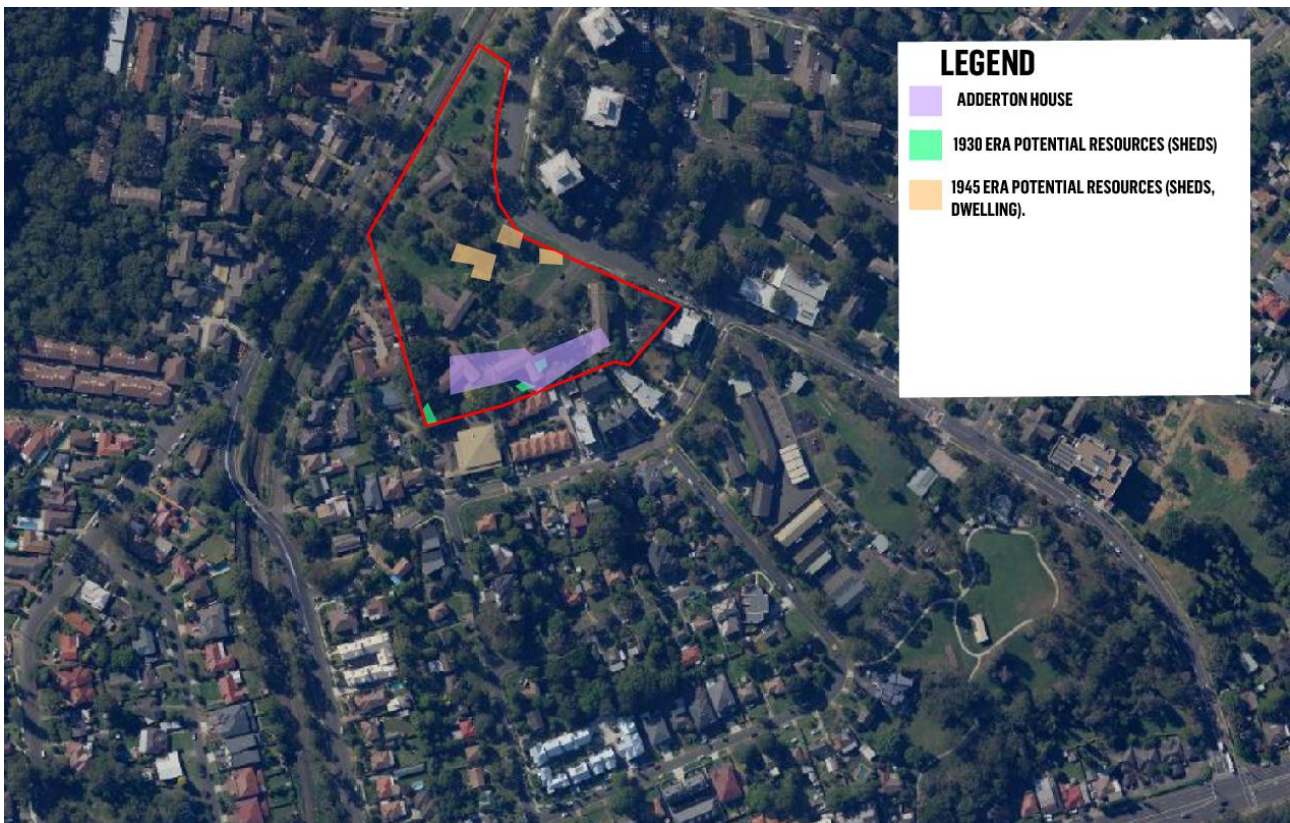 LEGEND
ADDERTON HOUSE
1930 ERA POTENTIAL RESOURCES (SHEDS)
1945 ERA POTENTIAL RESOURCES (SHEDS,
DWELLING).